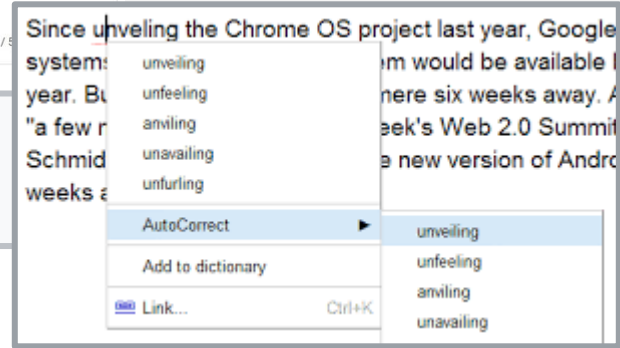 Since unveling the Chrome OS project last year, Google
systems
em would be available
year. Bu
mere six weeks away.
"a few
eek's Web 2.0 Summit
Schmid
e new version of Andro
weeks a
unveiling
unfeeling
anviling
unavailing
unfurling
AutoCorrect
Add to dictionary
Link... Ctrl+K
unveiling
unfeeling
anviling
unavailing